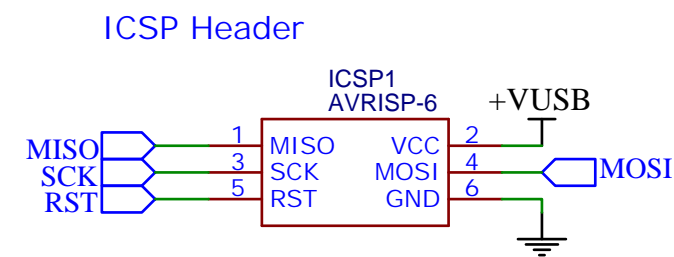 ICSP Header
ICSP1
AVRISP-6
+VUSB
MISO 1 MISO VCC 2
SCK 3 SCK MOSI 4 MOSI
RST 5 RST GND 6